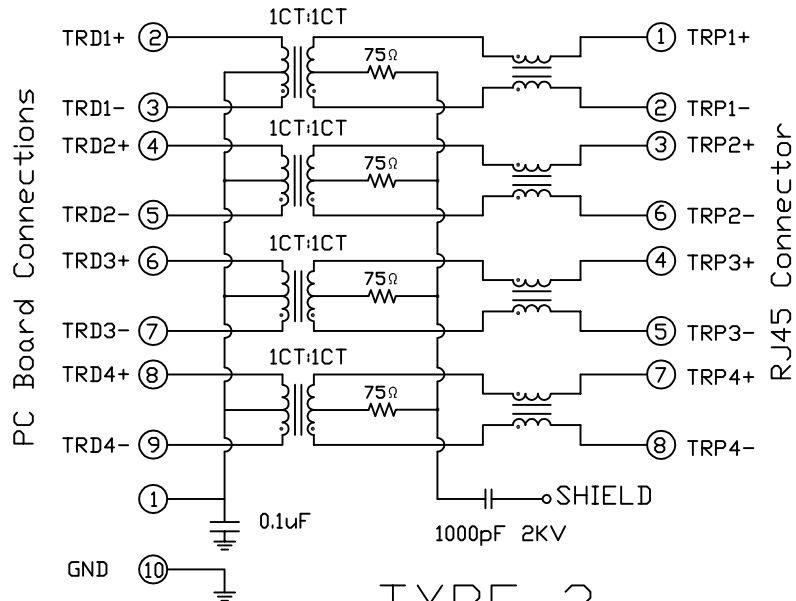 1CT:1CT
TRD1+ 2 75Ω 1 TRP1+
TRD1- 3 2 TRP1-
1CT:1CT
TRD2+ 4 75Ω 3 TRP2+
TRD2- 5 6 TRP2-
1CT:1CT
TRD3+ 6 75Ω 4 TRP3+
TRD3- 7 5 TRP3-
1CT:1CT
TRD4+ 8 75Ω 7 TRP4+
TRD4- 9 8 TRP4-
1 SHIELD
0.1uF 1000pF 2KV
GND 10
PC Board Connections
RJ45 Connector
TYPE 2